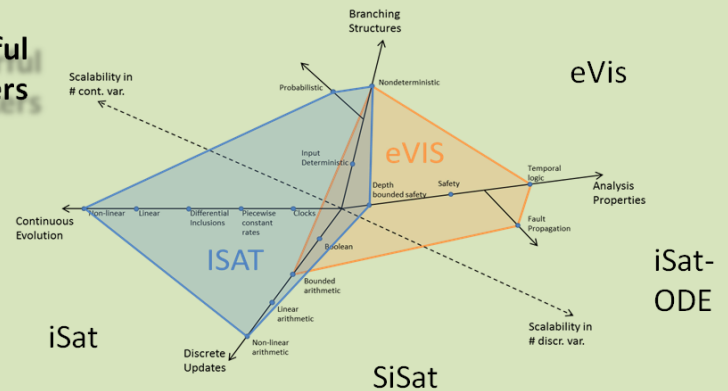 ful
ers
Branching
Structures
eVis
Scalability in
# cont. var.
Probabilistic
Nondeterministic
Input
Deterministic
eVIS
Temporal
logic
Depth
bounded safety
Safety
Analysis
Properties
Continuous
Evolution
Non-linear
Linear
Differential
Inclusions
Piecewise
constant
rates
Clocks
Fault
Propagation
Boolean
ISAT
Bounded
arithmetic
iSat-
ODE
Linear
arithmetic
iSat
Scalability in
# discr. var.
Non-linear
arithmetic
Discrete
Updates
SiSat